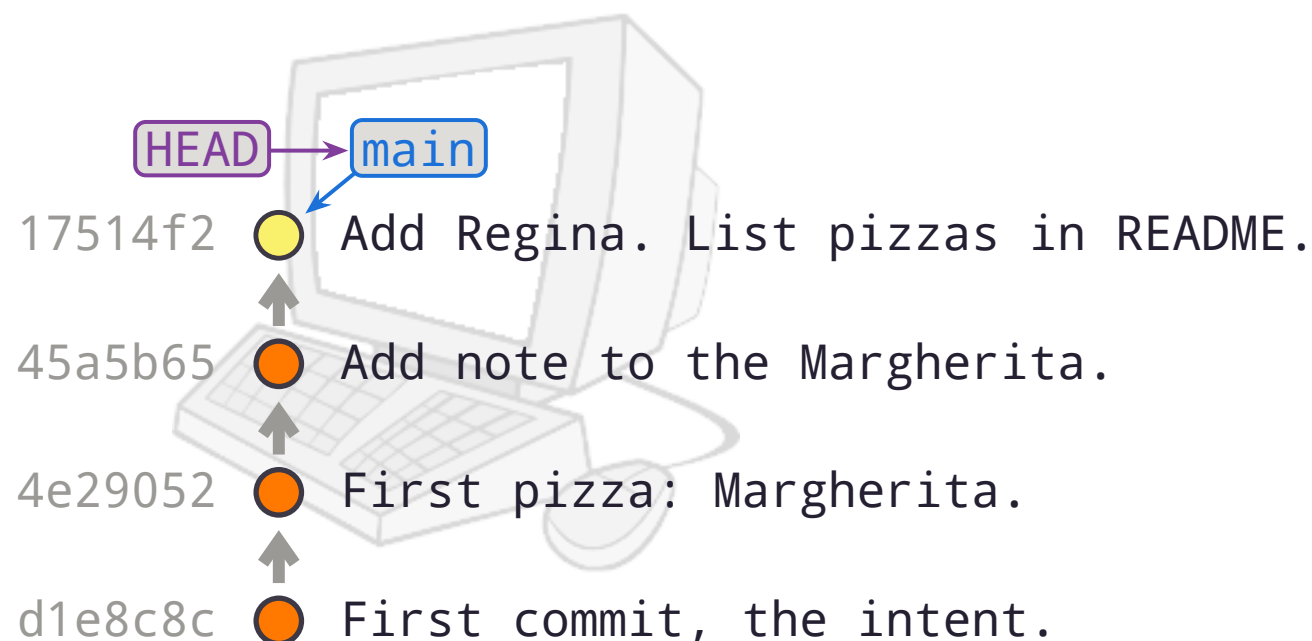 HEAD main
17514f2 Add Regina. List pizzas in README.
45a5b65 Add note to the Margherita.
4e29052 First pizza: Margherita.
d1e8c8c First commit, the intent.